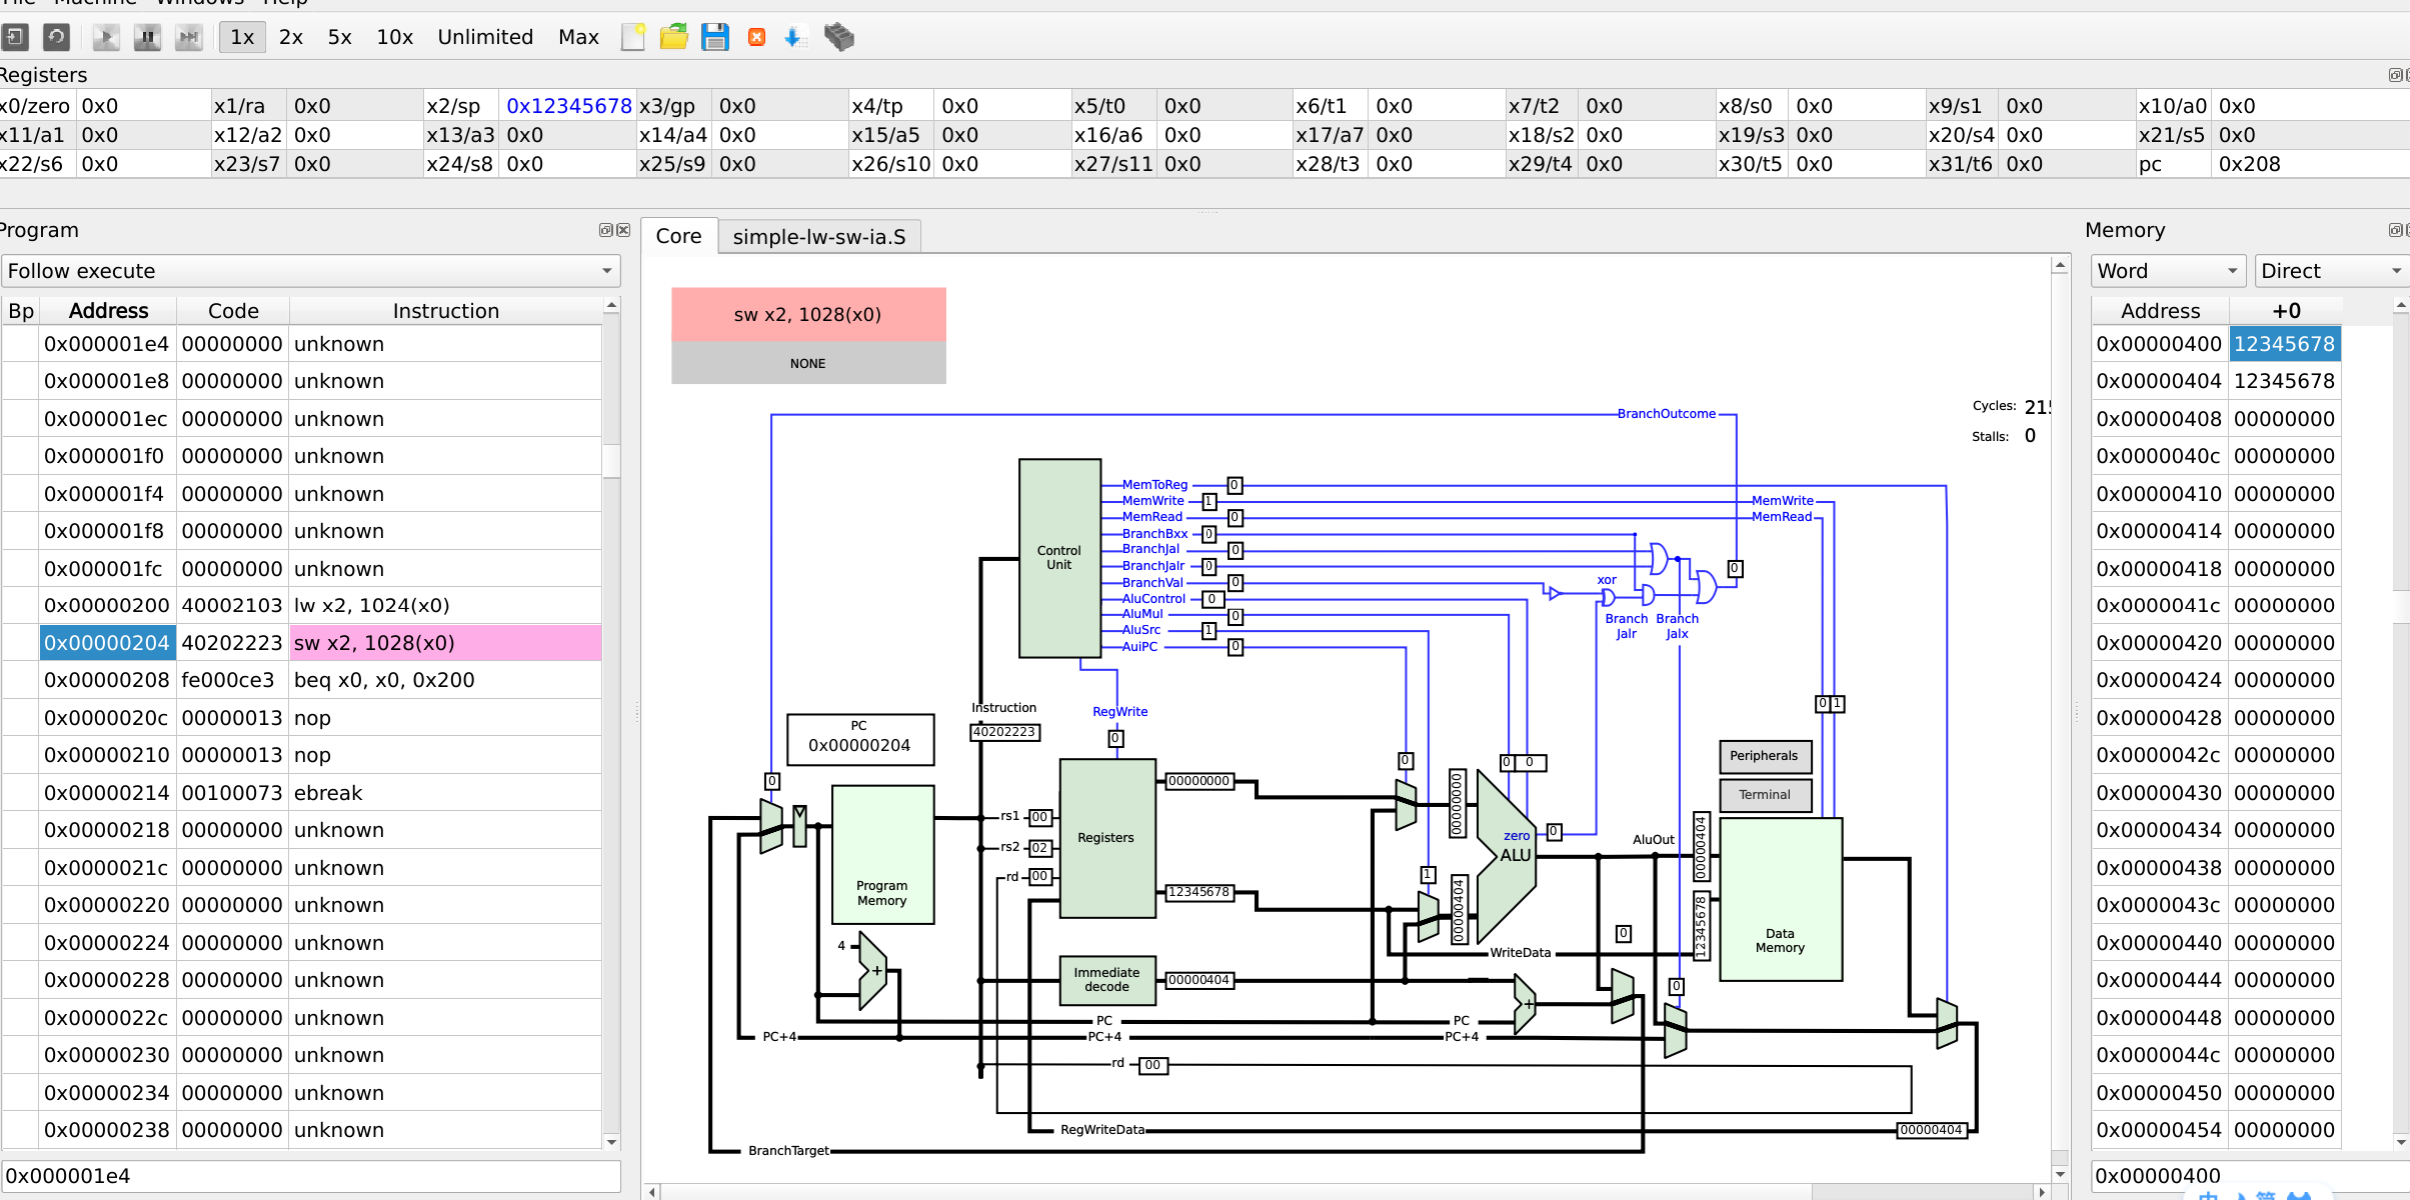 File Machine Windows Help
1x 2x 5x 10x Unlimited Max
Registers
x0/zero 0x0 x1/ra 0x0 x2/sp 0x12345678 x3/gp 0x0 x4/tp 0x0 x5/t0 0x0 x6/t1 0x0 x7/t2 0x0 x8/s0 0x0 x9/s1 0x0 x10/a0 0x0
x11/a1 0x0 x12/a2 0x0 x13/a3 0x0 x14/a4 0x0 x15/a5 0x0 x16/a6 0x0 x17/a7 0x0 x18/s2 0x0 x19/s3 0x0 x20/s4 0x0 x21/s5 0x0
x22/s6 0x0 x23/s7 0x0 x24/s8 0x0 x25/s9 0x0 x26/s10 0x0 x27/s11 0x0 x28/t3 0x0 x29/t4 0x0 x30/t5 0x0 x31/t6 0x0 pc 0x208
Program
Follow execute
Bp Address Code Instruction
0x000001e4 00000000 unknown
0x000001e8 00000000 unknown
0x000001ec 00000000 unknown
0x000001f0 00000000 unknown
0x000001f4 00000000 unknown
0x000001f8 00000000 unknown
0x000001fc 00000000 unknown
0x00000200 40002103 lw x2, 1024(x0)
0x00000204 40202223 sw x2, 1028(x0)
0x00000208 fe000ce3 beq x0, x0, 0x200
0x0000020c 00000013 nop
0x00000210 00000013 nop
0x00000214 00100073 ebreak
0x00000218 00000000 unknown
0x0000021c 00000000 unknown
0x00000220 00000000 unknown
0x00000224 00000000 unknown
0x00000228 00000000 unknown
0x0000022c 00000000 unknown
0x00000230 00000000 unknown
0x00000234 00000000 unknown
0x00000238 00000000 unknown
0x000001e4
Core simple-lw-sw-ia.S
sw x2, 1028(x0)
NONE
BranchOutcome
Cycles: 215
Stalls: 0
Control
Unit
MemToReg 0
MemWrite 1 MemWrite
MemRead 0 MemRead
BranchBxx 0
BranchJal 0
BranchJalr 0
BranchVal 0
AluControl 0
AluMul 0
AluSrc 1
AuiPC 0
xor
0
Branch
Jalr
Branch
Jalx
Instruction
40202223
RegWrite
0
0 1
PC
0x00000204
0
Program
Memory
rs1 00
rs2 02
rd 00
Registers
00000000
12345678
0
00000000
0 0
zero 0
ALU
1
00000404
AluOut
Peripherals
Terminal
00000404
12345678
Data
Memory
WriteData
0
4
+
Immediate
decode
00000404
+
0
PC PC
PC+4 PC+4 PC+4
rd 00
RegWriteData 00000404
BranchTarget
Memory
Word Direct
Address +0
0x00000400 12345678
0x00000404 12345678
0x00000408 00000000
0x0000040c 00000000
0x00000410 00000000
0x00000414 00000000
0x00000418 00000000
0x0000041c 00000000
0x00000420 00000000
0x00000424 00000000
0x00000428 00000000
0x0000042c 00000000
0x00000430 00000000
0x00000434 00000000
0x00000438 00000000
0x0000043c 00000000
0x00000440 00000000
0x00000444 00000000
0x00000448 00000000
0x0000044c 00000000
0x00000450 00000000
0x00000454 00000000
0x00000400